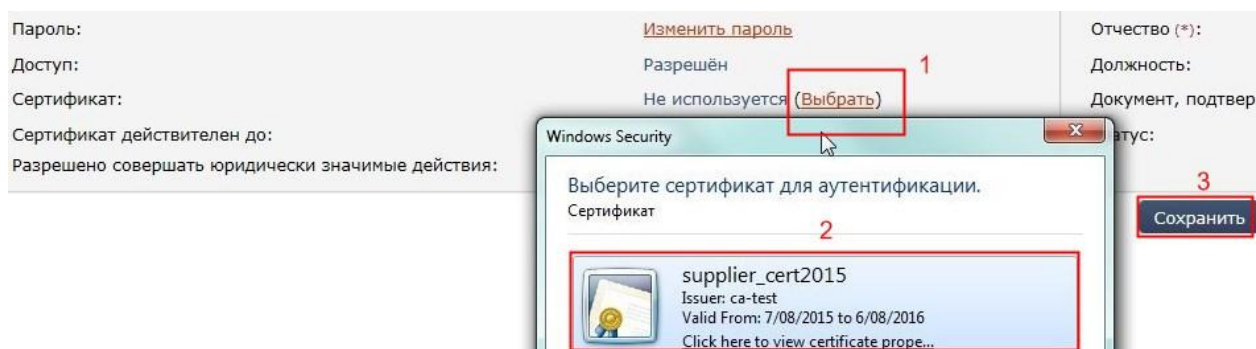 Пароль: Изменить пароль Отчество (*):
Доступ: Разрешён 1 Должность:
Сертификат: Не используется (Выбрать) Документ, подтвер
Сертификат действителен до: Windows Security x атус:
Разрешено совершать юридически значимые действия:
Выберите сертификат для аутентификации. 3
Сертификат Сохранить
2
supplier_cert2015
Issuer: ca-test
Valid From: 7/08/2015 to 6/08/2016
Click here to view certificate prope...